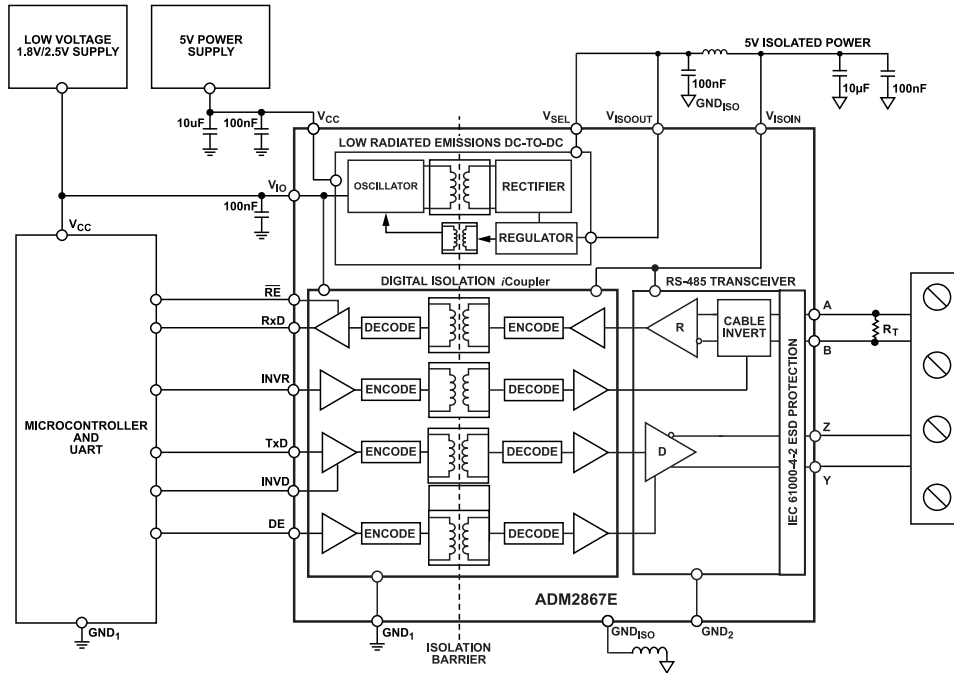 LOW VOLTAGE
1.8V/2.5V SUPPLY
5V POWER
SUPPLY
5V ISOLATED POWER
100nF
GNDISO
10µF
100nF
10uF
100nF
VCC
VSEL
VISOOUT
VISOIN
LOW RADIATED EMISSIONS DC-TO-DC
OSCILLATOR
RECTIFIER
REGULATOR
VIO
100nF
VCC
DIGITAL ISOLATION iCoupler
RS-485 TRANSCEIVER
RE
RxD
DECODE
ENCODE
R
CABLE
INVERT
A
RT
B
INVR
ENCODE
DECODE
MICROCONTROLLER
AND
UART
TxD
ENCODE
DECODE
D
Z
INVD
Y
DE
ENCODE
DECODE
IEC 61000-4-2 ESD PROTECTION
ADM2867E
GND1
GND1
ISOLATION
BARRIER
GNDISO
GND2